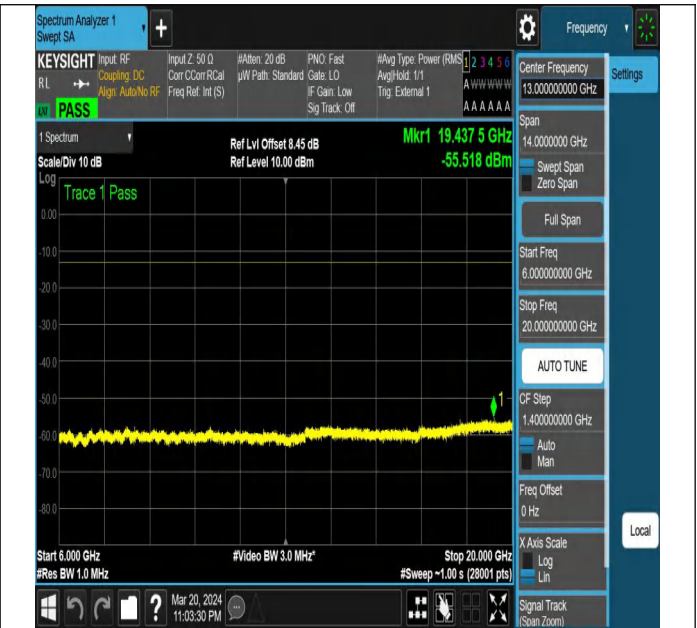 Spectrum Analyzer 1
Swept SA
+
Frequency
KEYSIGHT
RL
PASS
Input: RF
Coupling: DC
Align: Auto/No RF
Input Z: 50 Ω
Corr CCorr RCal
Freq Ref: Int (S)
#Atten: 20 dB
µW Path: Standard
PNO: Fast
Gate: LO
IF Gain: Low
Sig Track: Off
#Avg Type: Power (RMS
Avg|Hold: 1/1
Trig: External 1
1 2 3 4 5 6
A W W W W W
A A A A A A
1 Spectrum
Scale/Div 10 dB
Ref Lvl Offset 8.45 dB
Ref Level 10.00 dBm
Mkr1 19.437 5 GHz
-55.518 dBm
Log
Trace 1 Pass
0.00
-10.0
-20.0
-30.0
-40.0
-50.0
-60.0
-70.0
-80.0
1
Start 6.000 GHz
#Res BW 1.0 MHz
#Video BW 3.0 MHz*
Stop 20.000 GHz
#Sweep ~1.00 s (28001 pts)
?
Mar 20, 2024
11:03:30 PM
Center Frequency
13.000000000 GHz
Settings
Span
14.0000000 GHz
Swept Span
Zero Span
Full Span
Start Freq
6.000000000 GHz
Stop Freq
20.000000000 GHz
AUTO TUNE
CF Step
1.400000000 GHz
Auto
Man
Freq Offset
0 Hz
X Axis Scale
Log
Lin
Local
Signal Track
(Span Zoom)